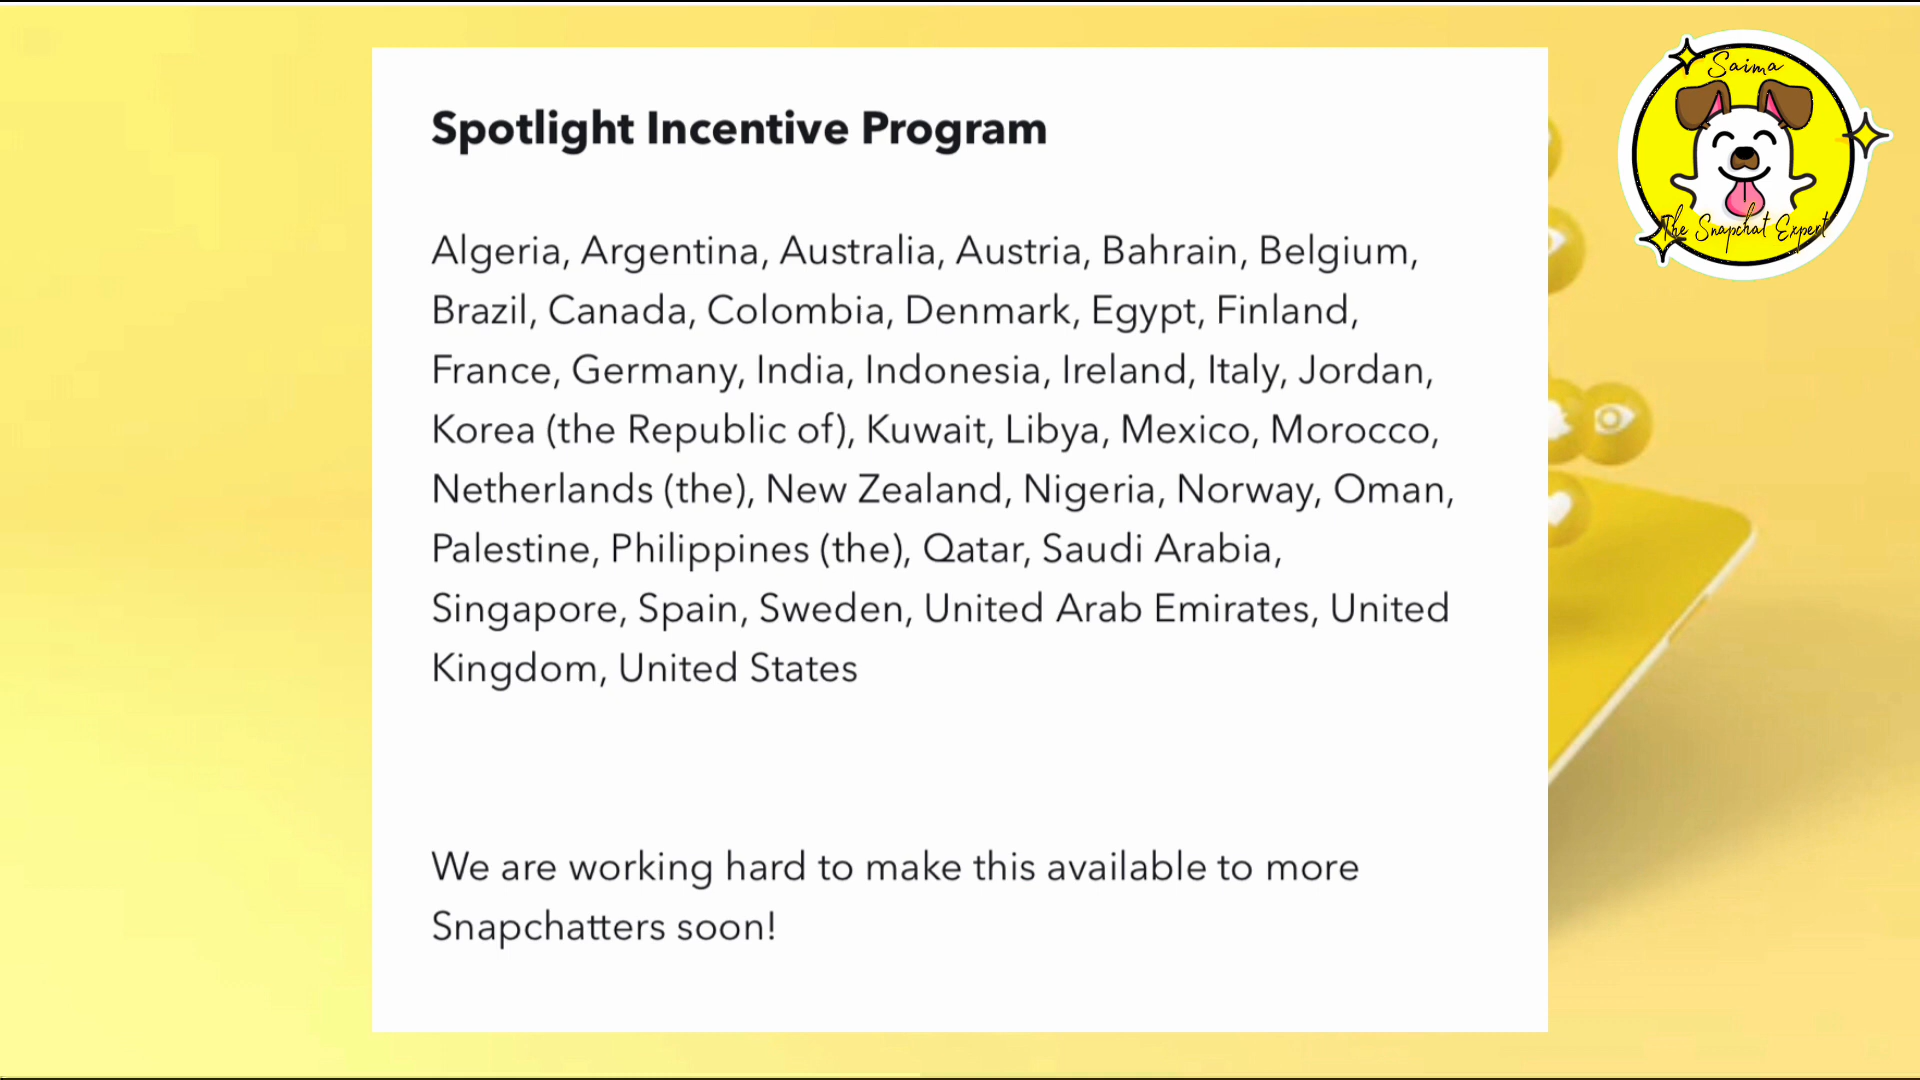 Spotlight Incentive Program
Algeria, Argentina, Australia, Austria, Bahrain, Belgium,
Brazil, Canada, Colombia, Denmark, Egypt, Finland,
France, Germany, India, Indonesia, Ireland, Italy, Jordan,
Korea (the Republic of), Kuwait, Libya, Mexico, Morocco,
Netherlands (the), New Zealand, Nigeria, Norway, Oman,
Palestine, Philippines (the), Qatar, Saudi Arabia,
Singapore, Spain, Sweden, United Arab Emirates, United
Kingdom, United States
We are working hard to make this available to more
Snapchatters soon!
Saima
The Snapchat Expert